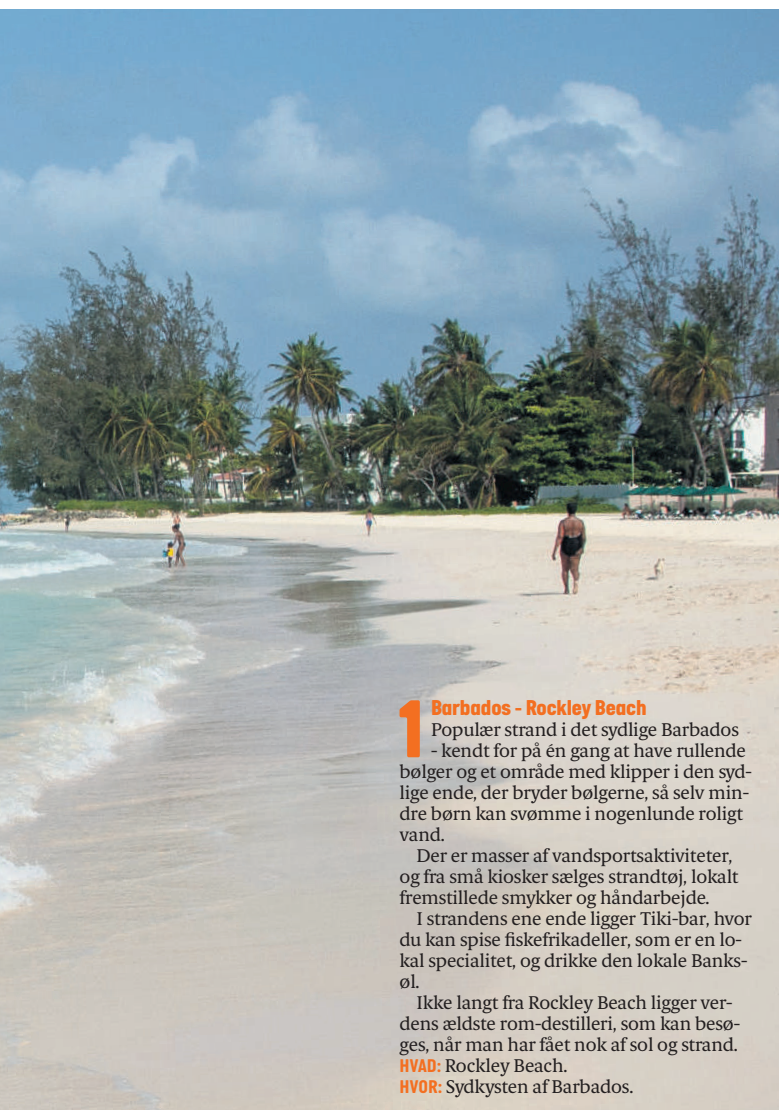 1 Barbados - Rockley Beach
Populær strand i det sydlige Barbados
- kendt for på én gang at have rullende
bølger og et område med klipper i den syd-
lige ende, der bryder bølgerne, så selv min-
dre børn kan svømme i nogenlunde roligt
vand.
Der er masser af vandsportsaktiviteter,
og fra små kiosker sælges strandtøj, lokalt
fremstillede smykker og håndarbejde.
I strandens ene ende ligger Tiki-bar, hvor
du kan spise fiskefrikadeller, som er en lo-
kal specialitet, og drikke den lokale Banks-
øl.
Ikke langt fra Rockley Beach ligger ver-
dens ældste rom-destilleri, som kan besø-
ges, når man har fået nok af sol og strand.
HVAD: Rockley Beach.
HVOR: Sydkysten af Barbados.